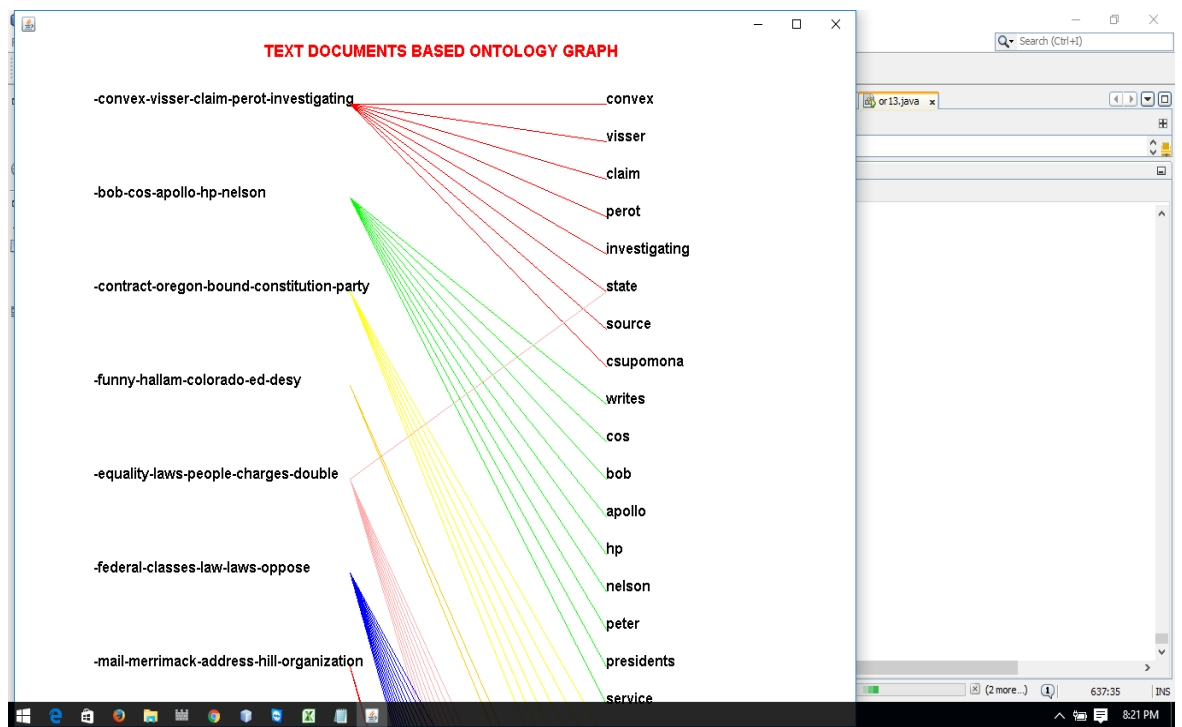 TEXT DOCUMENTS BASED ONTOLOGY GRAPH
Search (Ctrl+I)
-convex-visser-claim-perot-investigating
convex
or13.java
visser
claim
-bob-cos-apollo-hp-nelson
perot
investigating
-contract-oregon-bound-constitution-party
state
source
csupomona
-funny-hallam-colorado-ed-desy
writes
cos
-equality-laws-people-charges-double
bob
apollo
hp
-federal-classes-law-laws-oppose
nelson
peter
-mail-merrimack-address-hill-organization
presidents
service
(2 more...)
1
637:35
INS
8:21 PM